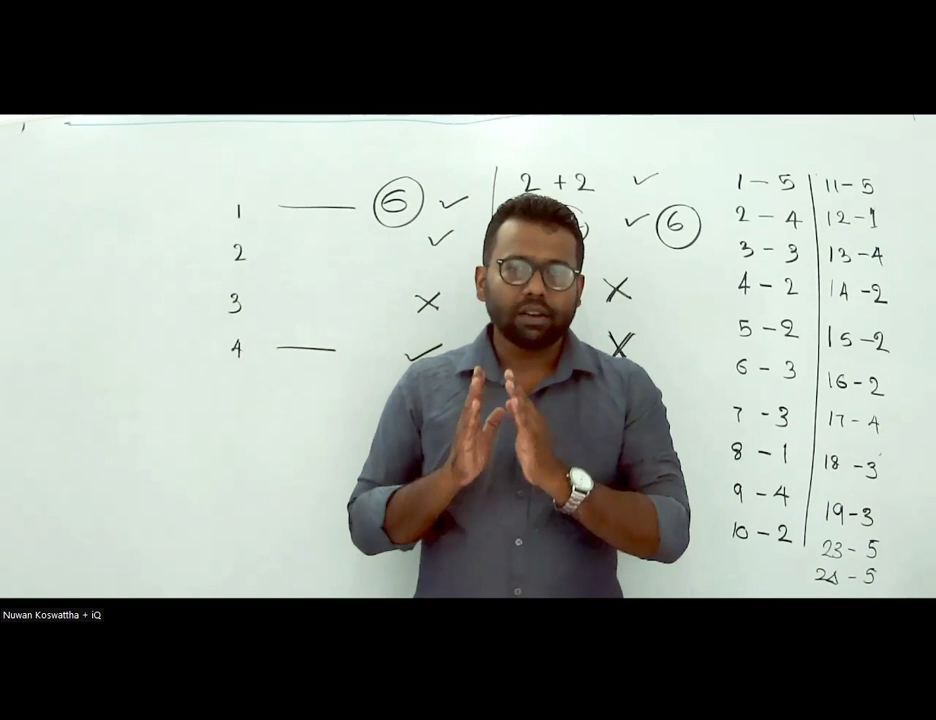 1 — 6 ✓
2 ✓
3 ×
4 — ✓
2 + 2 ✓
✓ 6
×
×
1 - 5
2 - 4
3 - 3
4 - 2
5 - 2
6 - 3
7 - 3
8 - 1
9 - 4
10 - 2
11 - 5
12 - 1
13 - 4
14 - 2
15 - 2
16 - 2
17 - 4
18 - 3
19 - 3
23 - 5
24 - 5
Nuwan Koswattha + iQ